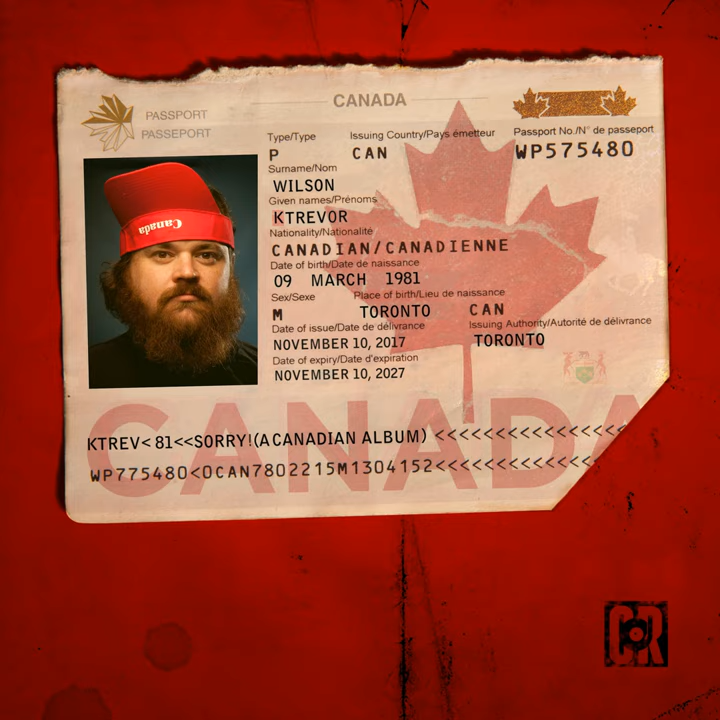 CANADA
PASSPORT
PASSEPORT
Type/Type Issuing Country/Pays émetteur Passport No./N° de passeport
P CAN WP575480
Surname/Nom
WILSON
Given names/Prénoms
KTREVOR
Nationality/Nationalité
CANADIAN/CANADIENNE
Date of birth/Date de naissance
09 MARCH 1981
Sex/Sexe Place of birth/Lieu de naissance
M TORONTO CAN
Date of issue/Date de délivrance Issuing Authority/Autorité de délivrance
NOVEMBER 10, 2017 TORONTO
Date of expiry/Date d'expiration
NOVEMBER 10, 2027
Canada
CANADA
KTREV< 81<<SORRY!(A CANADIAN ALBUM) <<<<<<<<<<<<<<<
WP775480<0CAN7802215M1304152<<<<<<<<<<<<<
CR